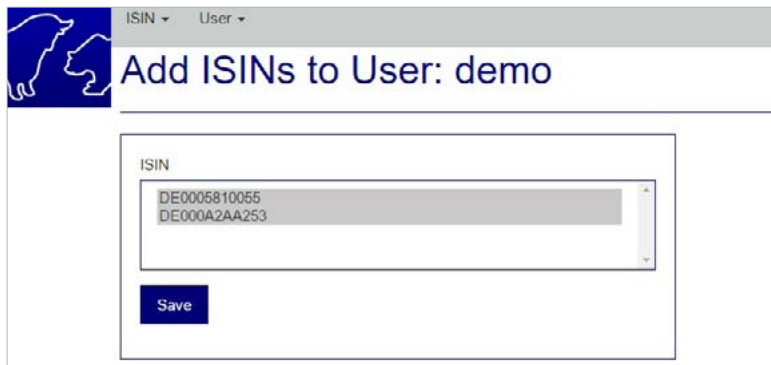 ISIN User
Add ISINs to User: demo
ISIN
DE0005810055
DE000A2AA253
Save